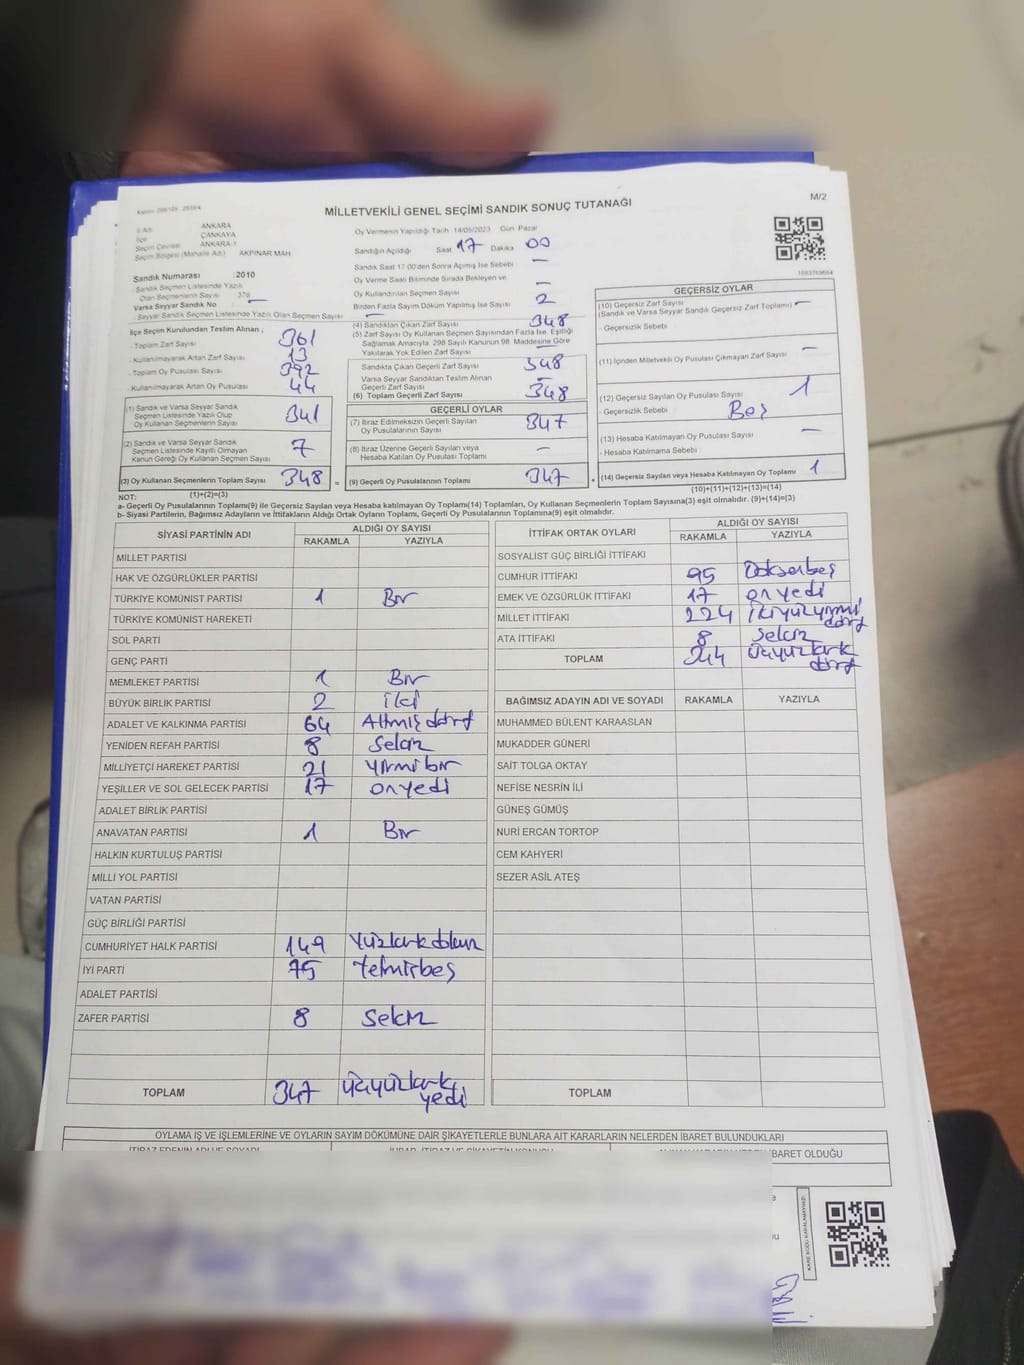 M/2
MİLLETVEKİLİ GENEL SEÇİMİ SANDIK SONUÇ TUTANAĞI
İl Adı ANKARA
İlçe ÇANKAYA
Seçim Çevresi ANKARA-1
Seçim Bölgesi (Mahalle Adı) AKPINAR MAH
Sandık Numarası :2010
Sandık Seçmen Listesinde Yazılı
Olan Seçmenlerin Sayısı 376
Varsa Seyyar Sandık No : —
Seyyar Sandık Seçmen Listesinde Yazılı Olan Seçmen Sayısı —
Oy Vermenin Yapıldığı Tarih 14/05/2023 Gün Pazar
Sandığın Açıldığı Saat 17 Dakika 00
Sandık Saat 17:00'den Sonra Açılmış İse Sebebi —
Oy Verme Saati Bitiminde Sırada Bekleyen ve
Oy Kullandırılan Seçmen Sayısı —
Birden Fazla Sayım Döküm Yapılmış İse Sayısı 2
İlçe Seçim Kurulundan Teslim Alınan ;
- Toplam Zarf Sayısı 361
- Kullanılmayarak Artan Zarf Sayısı 13
- Toplam Oy Pusulası Sayısı 392
- Kullanılmayarak Artan Oy Pusulası 44
(1) Sandık ve Varsa Seyyar Sandık
Seçmen Listesinde Yazılı Olup
Oy Kullanan Seçmenlerin Sayısı 341
(2) Sandık ve Varsa Seyyar Sandık
Seçmen Listesinde Kayıtlı Olmayan
Kanun Gereği Oy Kullanan Seçmen Sayısı 7
(3) Oy Kullanan Seçmenlerin Toplam Sayısı 348
(1)+(2)=(3)
(4) Sandıktan Çıkan Zarf Sayısı 348
(5) Zarf Sayısı Oy Kullanan Seçmen Sayısından Fazla İse, Eşitliği
Sağlamak Amacıyla, 298 Sayılı Kanunun 98. Maddesine Göre
Yakılarak Yok Edilen Zarf Sayısı
Sandıkta Çıkan Geçerli Zarf Sayısı 348
Varsa Seyyar Sandıktan Teslim Alınan
Geçerli Zarf Sayısı —
(6) Toplam Geçerli Zarf Sayısı 348
GEÇERLİ OYLAR
(7) İtiraz Edilmeksizin Geçerli Sayılan
Oy Pusulalarının Sayısı 347
(8) İtiraz Üzerine Geçerli Sayılan veya
Hesaba Katılan Oy Pusulası Toplamı —
= (9) Geçerli Oy Pusulalarının Toplamı 347
GEÇERSİZ OYLAR
(10) Geçersiz Zarf Sayısı
(Sandık ve Varsa Seyyar Sandık Geçersiz Zarf Toplamı) —
- Geçersizlik Sebebi
(11) İçinden Milletvekili Oy Pusulası Çıkmayan Zarf Sayısı —
(12) Geçersiz Sayılan Oy Pusulası Sayısı 1
- Geçersizlik Sebebi Boş
(13) Hesaba Katılmayan Oy Pusulası Sayısı —
- Hesaba Katılmama Sebebi
+ (14) Geçersiz Sayılan veya Hesaba Katılmayan Oy Toplamı 1
(10)+(11)+(12)+(13)=(14)
NOT:
a- Geçerli Oy Pusulaları Toplamı(9) ile Geçersiz Sayılan veya Hesaba katılmayan Oy Toplamı(14) Toplamları, Oy Kullanan Seçmenlerin Toplam Sayısına(3) eşit olmalıdır. (9)+(14)=(3)
b- Siyasi Partilerin, Bağımsız Adayların ve İttifakların Aldığı Ortak Oyların Toplamı, Geçerli Oy Pusulalarının Toplamına(9) eşit olmalıdır.
SİYASİ PARTİNİN ADI ALDIĞI OY SAYISI
RAKAMLA YAZIYLA
MİLLET PARTİSİ
HAK VE ÖZGÜRLÜKLER PARTİSİ
TÜRKİYE KOMÜNİST PARTİSİ 1 Bir
TÜRKİYE KOMÜNİST HAREKETİ
SOL PARTİ
GENÇ PARTİ
MEMLEKET PARTİSİ 1 Bir
BÜYÜK BİRLİK PARTİSİ 2 iki
ADALET VE KALKINMA PARTİSİ 64 Altmışdört
YENİDEN REFAH PARTİSİ 8 Sekiz
MİLLİYETÇİ HAREKET PARTİSİ 21 yirmibir
YEŞİLLER VE SOL GELECEK PARTİSİ 17 onyedi
ADALET BİRLİK PARTİSİ
ANAVATAN PARTİSİ 1 Bir
HALKIN KURTULUŞ PARTİSİ
MİLLİ YOL PARTİSİ
VATAN PARTİSİ
GÜÇ BİRLİĞİ PARTİSİ
CUMHURİYET HALK PARTİSİ 149 Yüzkırkdokuz
İYİ PARTİ 75 Yetmişbeş
ADALET PARTİSİ
ZAFER PARTİSİ 8 Sekiz
TOPLAM 347 üçyüzkırk
yedi
İTTİFAK ORTAK OYLARI ALDIĞI OY SAYISI
RAKAMLA YAZIYLA
SOSYALİST GÜÇ BİRLİĞİ İTTİFAKI
CUMHUR İTTİFAKI 95 Doksanbeş
EMEK VE ÖZGÜRLÜK İTTİFAKI 17 onyedi
MİLLET İTTİFAKI 224 ikiyüzyirmi
dört
ATA İTTİFAKI 8 Sekiz
TOPLAM 344 üçyüzkırk
dört
BAĞIMSIZ ADAYIN ADI VE SOYADI RAKAMLA YAZIYLA
MUHAMMED BÜLENT KARAASLAN
MUKADDER GÜNERİ
SAİT TOLGA OKTAY
NEFİSE NESRİN İLİ
GÜNEŞ GÜMÜŞ
NURİ ERCAN TORTOP
CEM KAHYERİ
SEZER ASİL ATEŞ
TOPLAM
OYLAMA İŞ VE İŞLEMLERİNE VE OYLARIN SAYIM DÖKÜMÜNE DAİR ŞİKAYETLERLE BUNLARA AİT KARARLARIN NELERDEN İBARET BULUNDUKLARI
İBARET OLDUĞU
KARE KODU KARALAMAYINIZ!